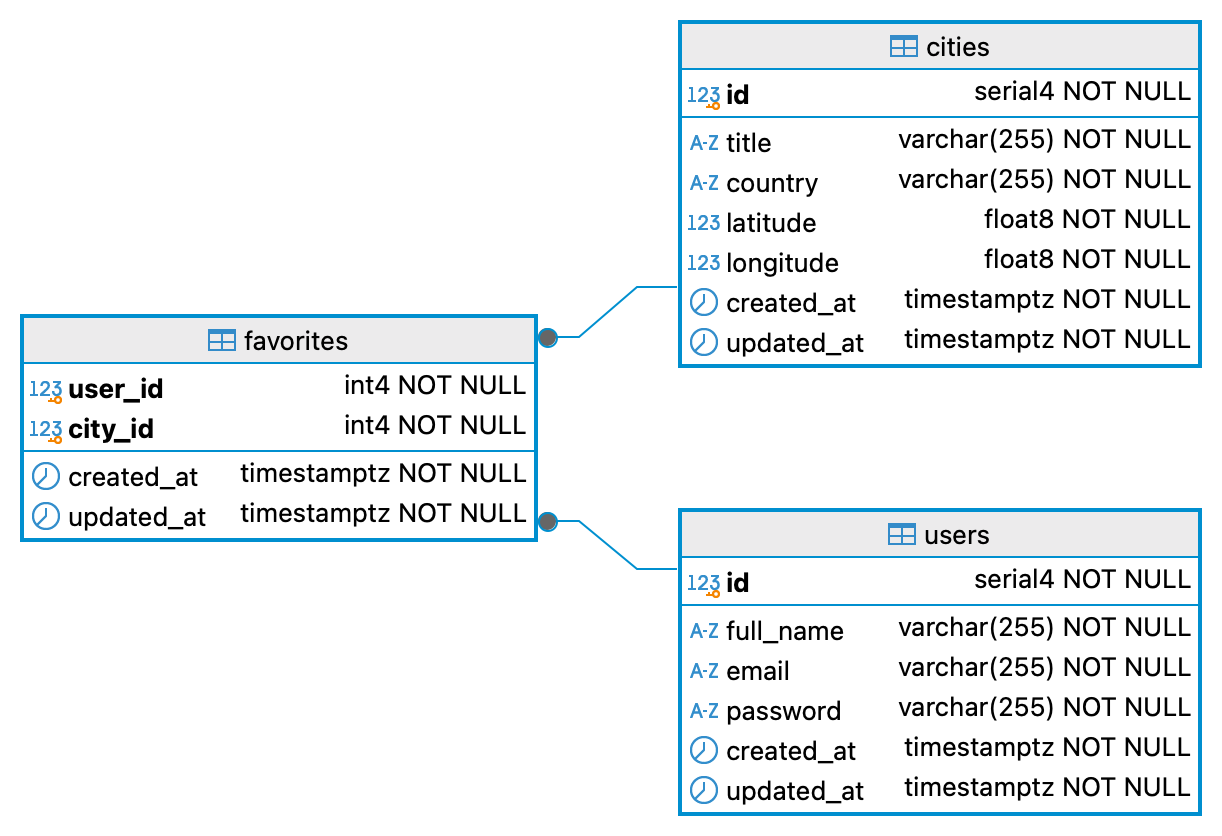 cities
123 id serial4 NOT NULL
A-Z title varchar(255) NOT NULL
A-Z country varchar(255) NOT NULL
123 latitude float8 NOT NULL
123 longitude float8 NOT NULL
created_at timestamptz NOT NULL
updated_at timestamptz NOT NULL
favorites
123 user_id int4 NOT NULL
123 city_id int4 NOT NULL
created_at timestamptz NOT NULL
updated_at timestamptz NOT NULL
users
123 id serial4 NOT NULL
A-Z full_name varchar(255) NOT NULL
A-Z email varchar(255) NOT NULL
A-Z password varchar(255) NOT NULL
created_at timestamptz NOT NULL
updated_at timestamptz NOT NULL